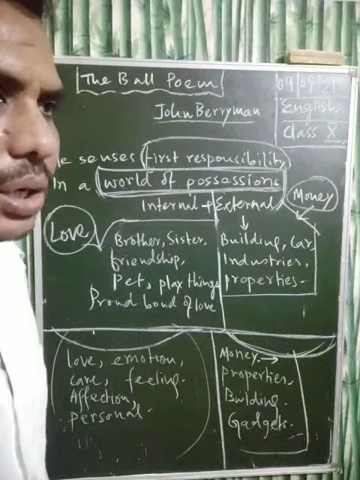 The Ball Poem
John Berryman
09/08/21
English
Class X
senses first responsibility
In a world of possessions
Internal + External
Money
Love
Brother, Sister,
friendship,
Pet, play things
Proud bond of love
Building, Car,
Industries,
properties.
Love, emotion,
care, feeling.
Affection,
personal.
Money →
properties.
Building.
Gadgets.